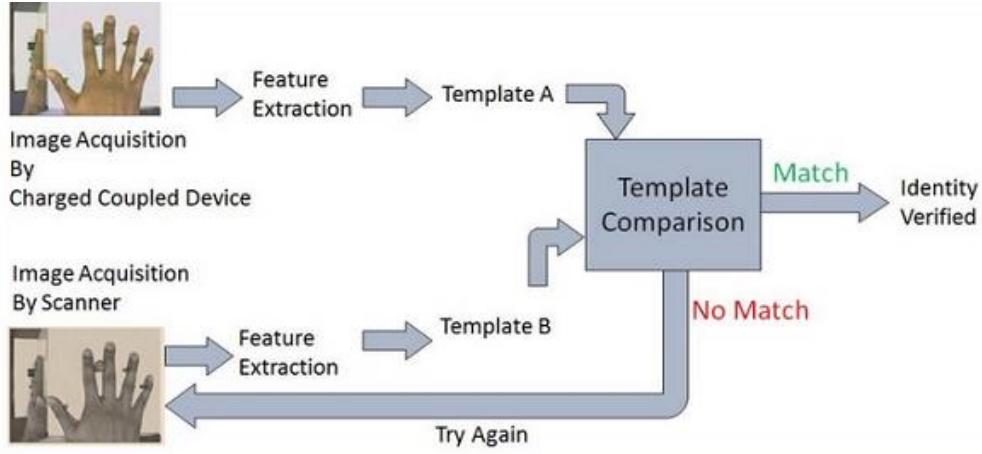 Image Acquisition
By
Charged Coupled Device
Feature
Extraction
Template A
Template
Comparison
Match
Identity
Verified
Image Acquisition
By Scanner
Feature
Extraction
Template B
No Match
Try Again